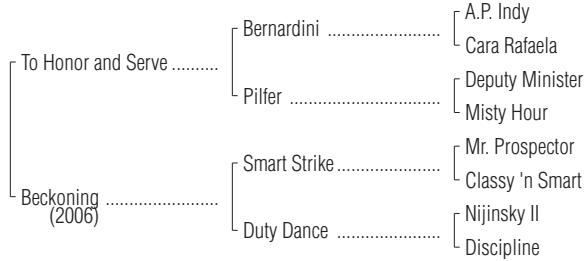 A.P. Indy
Bernardini ......................
Cara Rafaela
To Honor and Serve ..........
Deputy Minister
Pilfer ..............................
Misty Hour
Mr. Prospector
Smart Strike .....................
Classy 'n Smart
Beckoning ......................
(2006)
Nijinsky II
Duty Dance .....................
Discipline